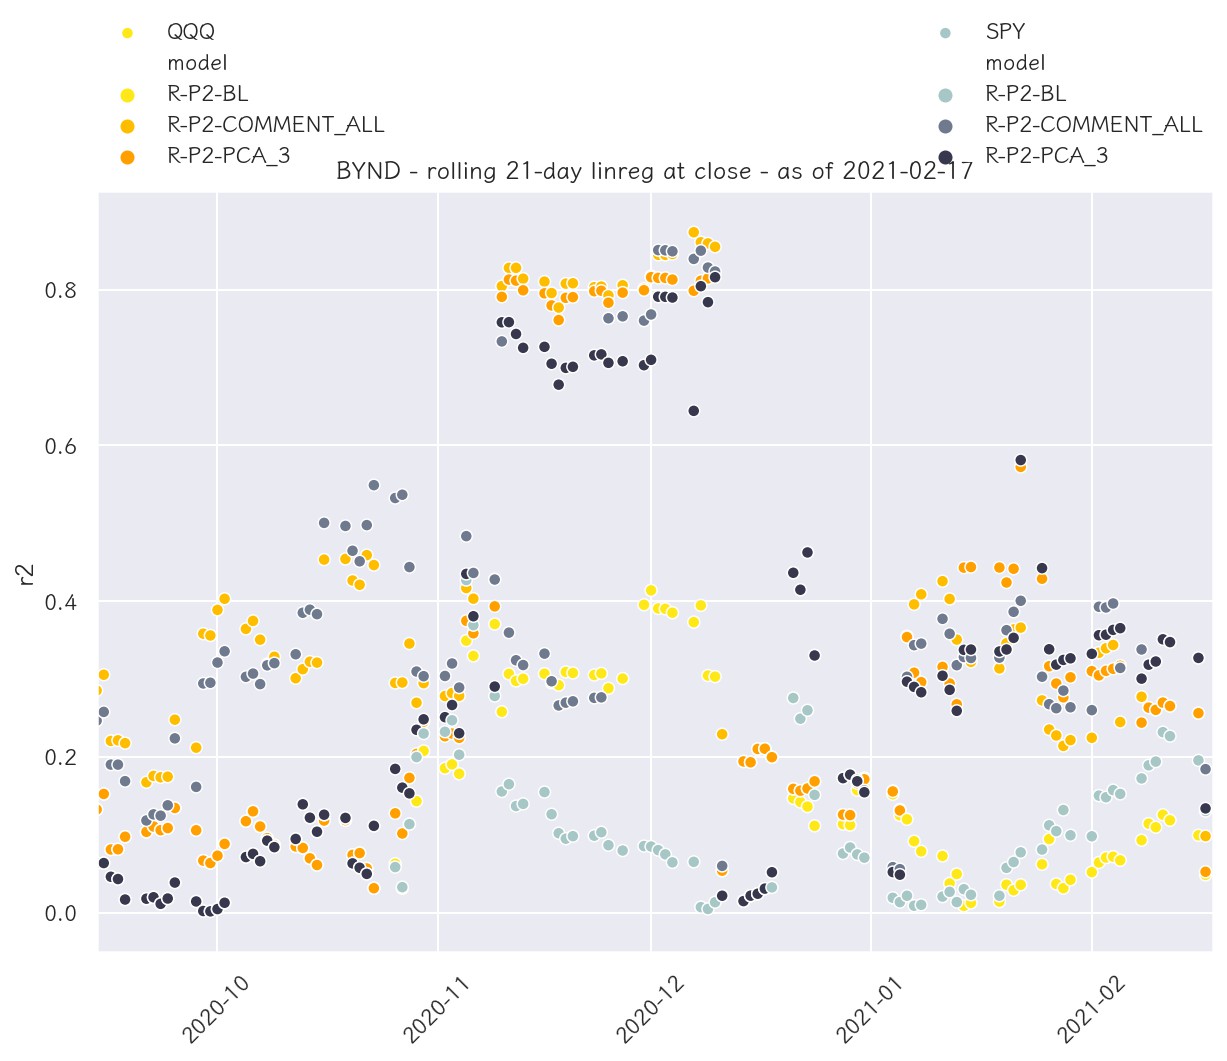 QQQ
model
R-P2-BL
R-P2-COMMENT_ALL
R-P2-PCA_3
SPY
model
R-P2-BL
R-P2-COMMENT_ALL
R-P2-PCA_3
BYND - rolling 21-day linreg at close - as of 2021-02-17
r2
0.8
0.6
0.4
0.2
0.0
2020-10
2020-11
2020-12
2021-01
2021-02